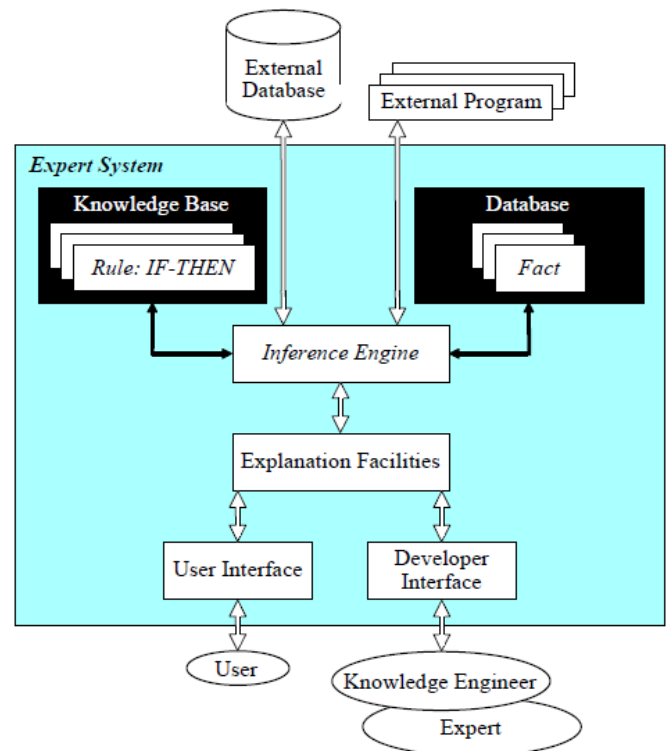 External
Database
External Program
Expert System
Knowledge Base
Rule: IF-THEN
Database
Fact
Inference Engine
Explanation Facilities
User Interface
Developer
Interface
User
Knowledge Engineer
Expert